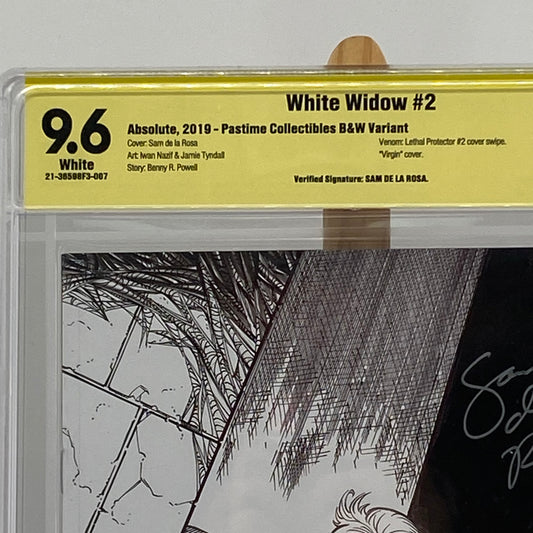 White Widow #2
9.6
White
21-36598F3-007
Absolute, 2019 - Pastime Collectibles B&W Variant
Cover: Sam de la Rosa
Art: Iwan Nazif & Jamie Tyndall
Story: Benny R. Powell
Venom: Lethal Protector #2 cover swipe.
"Virgin" cover.
Verified Signature: SAM DE LA ROSA.